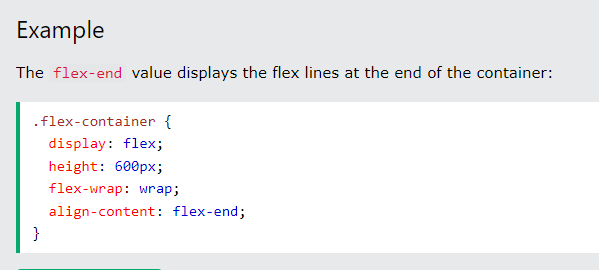 Example
The flex-end value displays the flex lines at the end of the container:
.flex-container {
  display: flex;
  height: 600px;
  flex-wrap: wrap;
  align-content: flex-end;
}